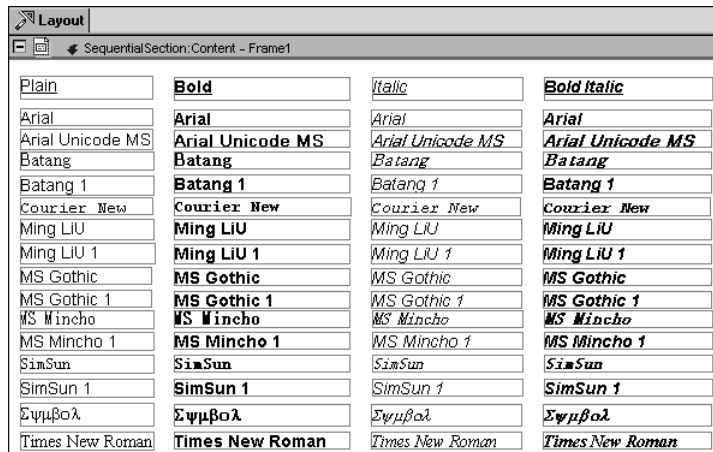 Layout
SequentialSection:Content - Frame1
Plain Bold Italic Bold Italic
Arial Arial Arial Arial
Arial Unicode MS Arial Unicode MS Arial Unicode MS Arial Unicode MS
Batang Batang Batang Batang
Batang 1 Batang 1 Batang 1 Batang 1
Courier New Courier New Courier New Courier New
Ming LiU Ming LiU Ming LiU Ming LiU
Ming LiU 1 Ming LiU 1 Ming LiU 1 Ming LiU 1
MS Gothic MS Gothic MS Gothic MS Gothic
MS Gothic 1 MS Gothic 1 MS Gothic 1 MS Gothic 1
MS Mincho MS Mincho MS Mincho MS Mincho
MS Mincho 1 MS Mincho 1 MS Mincho 1 MS Mincho 1
SimSun SimSun SimSun SimSun
SimSun 1 SimSun 1 SimSun 1 SimSun 1
Σψμβολ Σψμβολ Σψμβολ Σψμβολ
Times New Roman Times New Roman Times New Roman Times New Roman